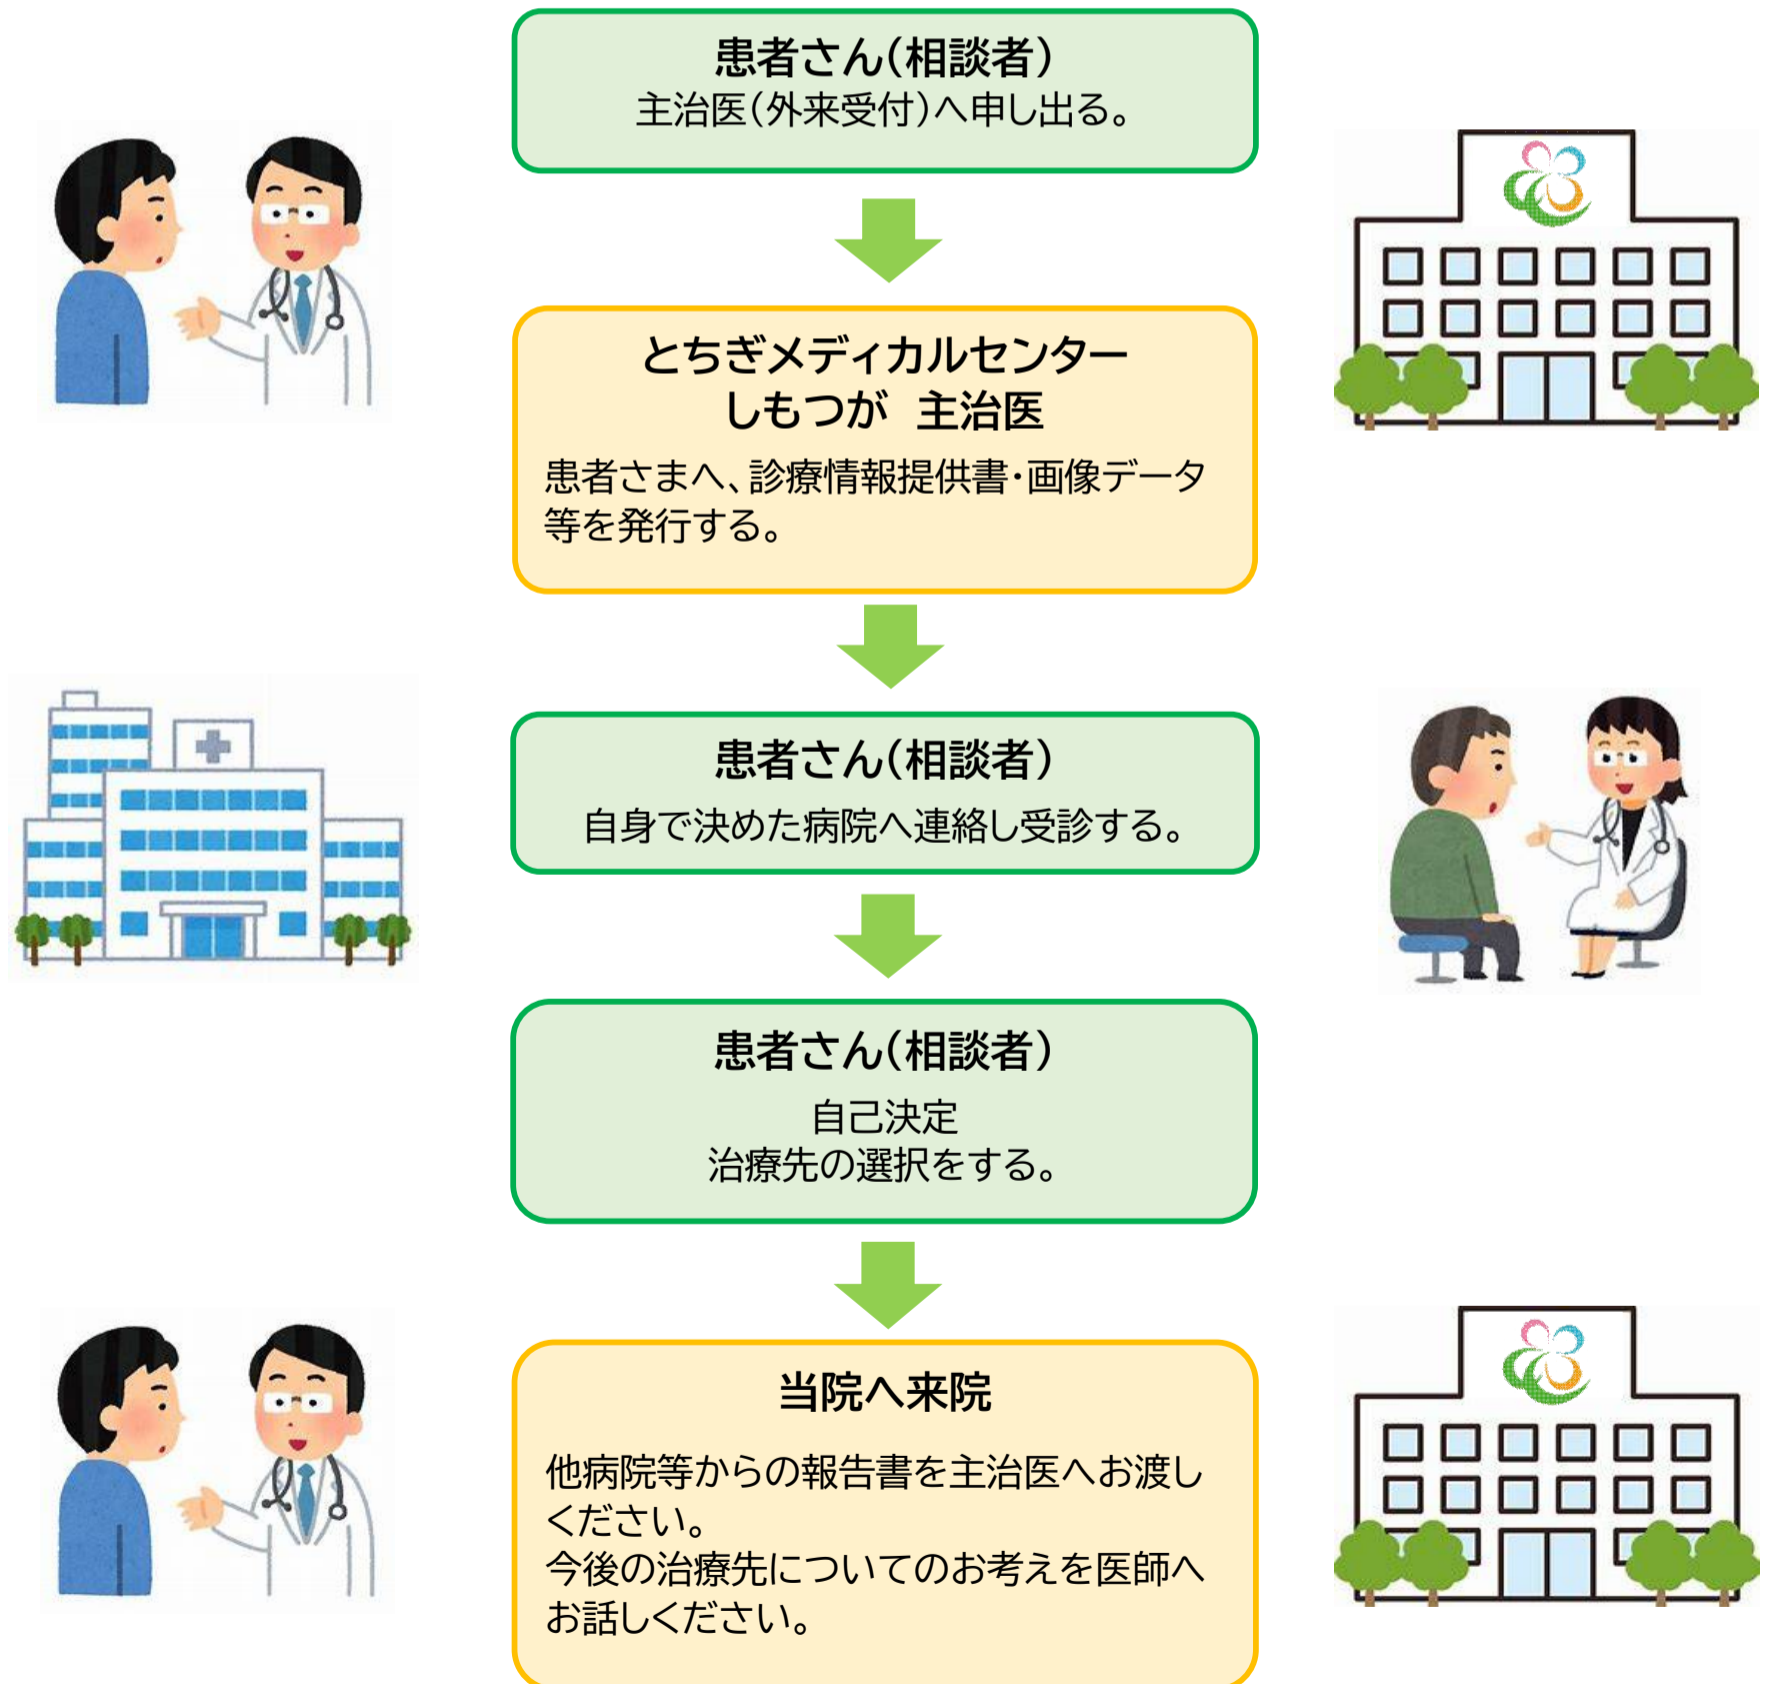 患者さん(相談者)
主治医(外来受付)へ申し出る。
とちぎメディカルセンター
しもつが 主治医
患者さまへ、診療情報提供書・画像データ
等を発行する。
患者さん(相談者)
自身で決めた病院へ連絡し受診する。
患者さん(相談者)
自己決定
治療先の選択をする。
当院へ来院
他病院等からの報告書を主治医へお渡し
ください。
今後の治療先についてのお考えを医師へ
お話しください。